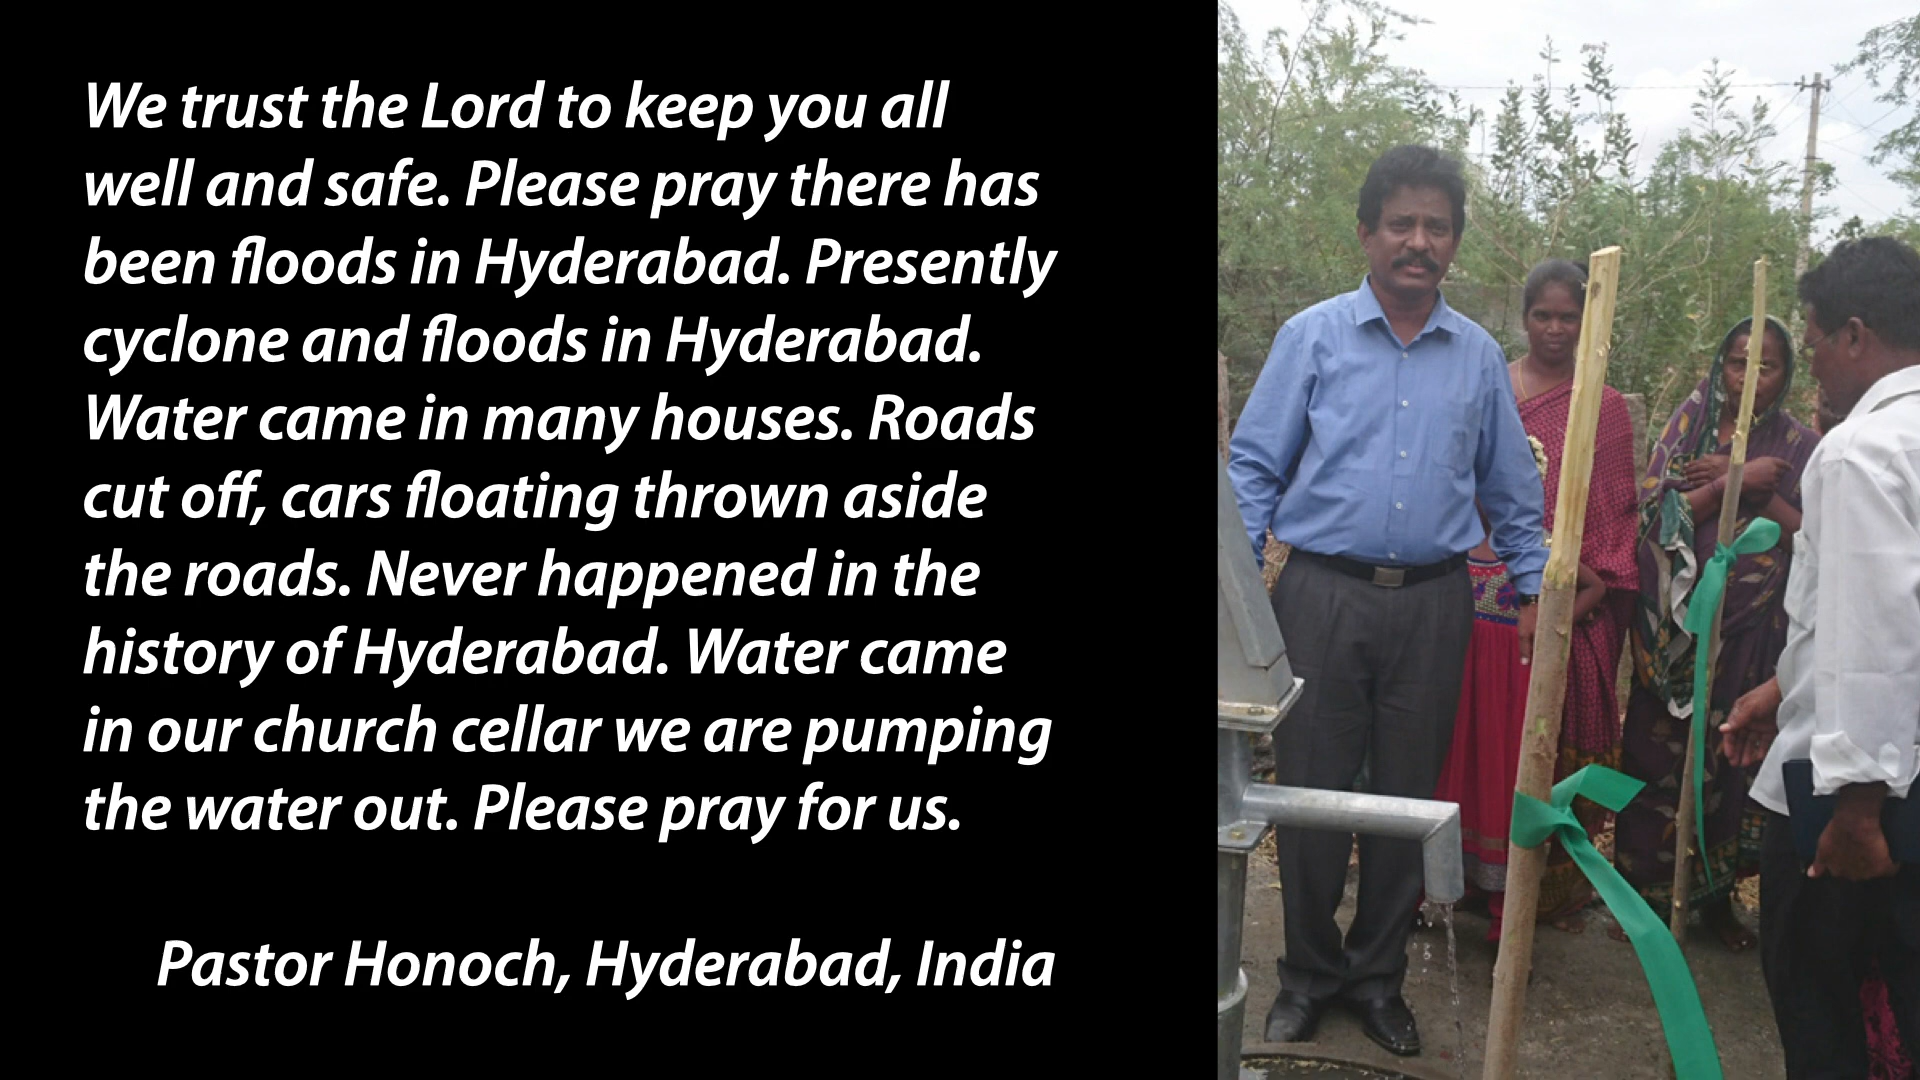 We trust the Lord to keep you all
well and safe. Please pray there has
been floods in Hyderabad. Presently
cyclone and floods in Hyderabad.
Water came in many houses. Roads
cut off, cars floating thrown aside
the roads. Never happened in the
history of Hyderabad. Water came
in our church cellar we are pumping
the water out. Please pray for us.
Pastor Honoch, Hyderabad, India